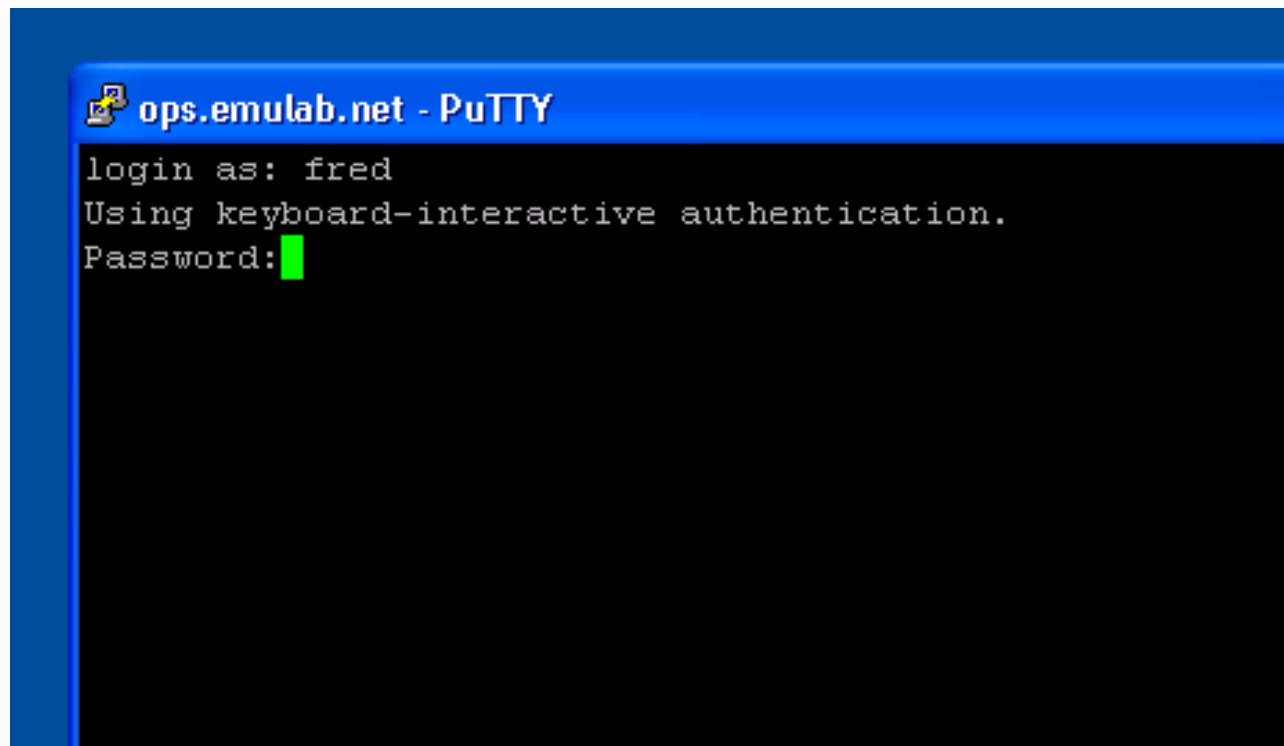 ops.emulab.net - PuTTY
login as: fred
Using keyboard-interactive authentication.
Password: